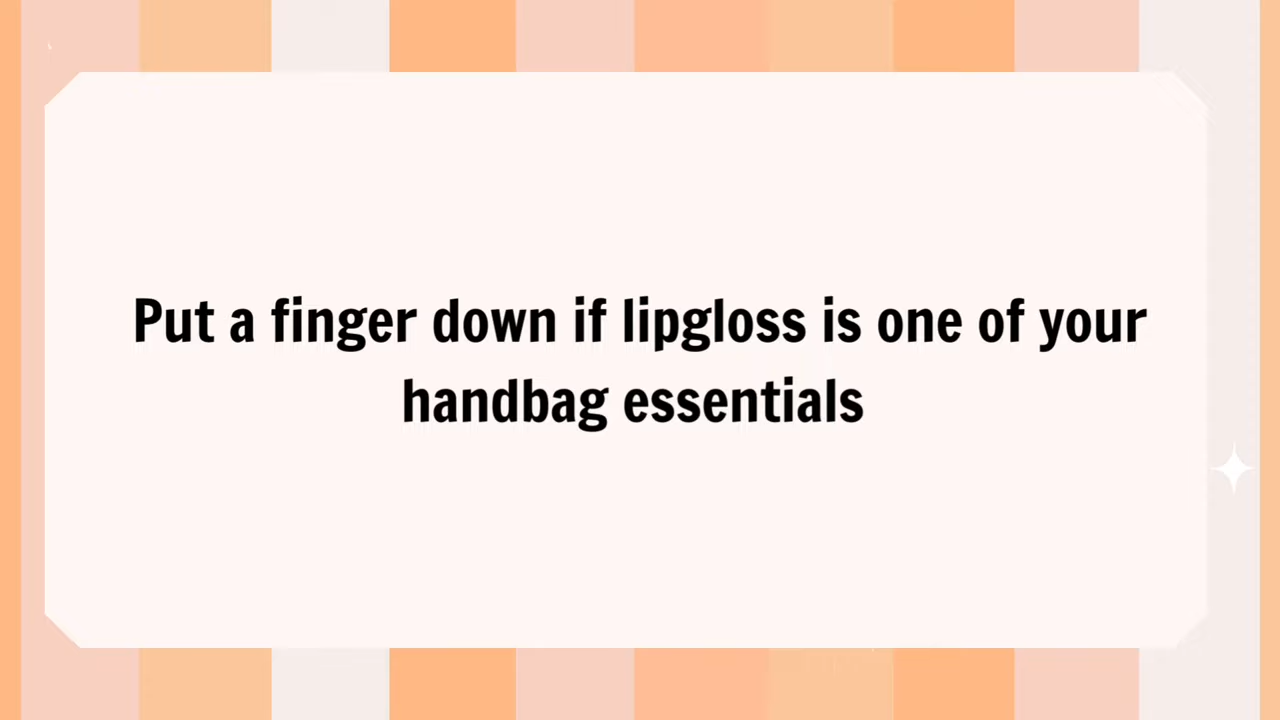 Put a finger down if lipgloss is one of your
handbag essentials